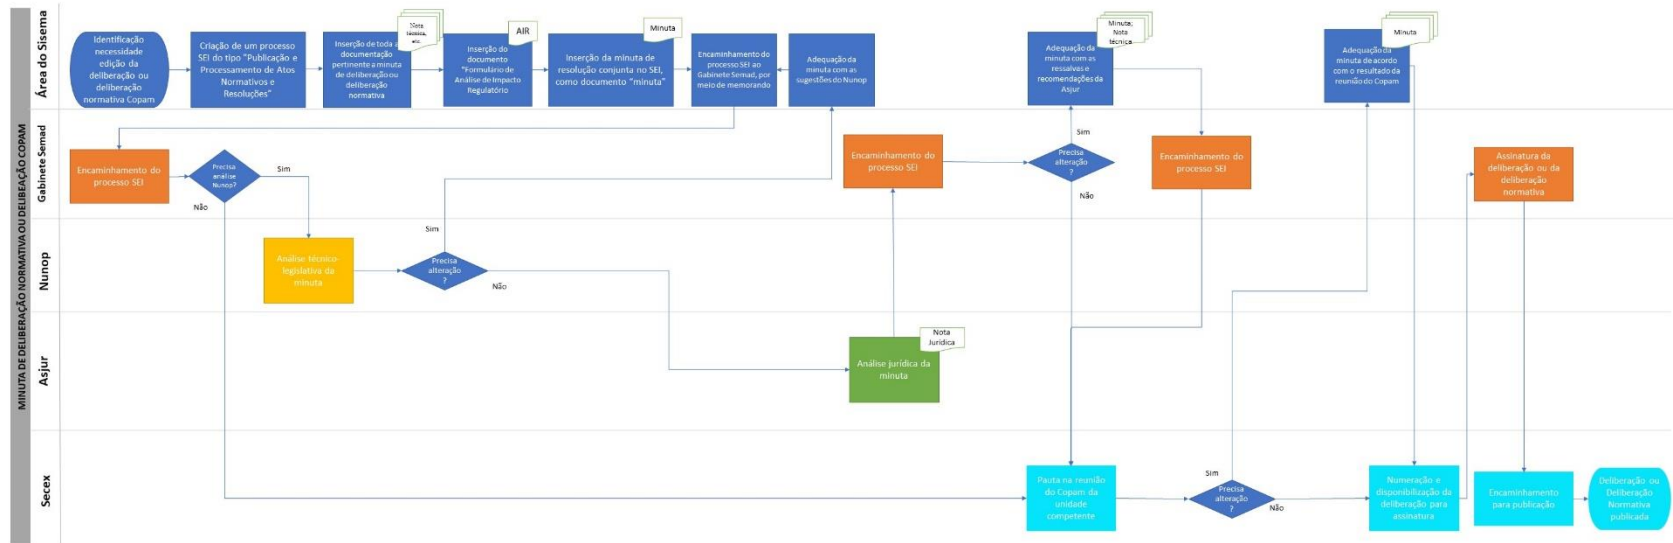 MINUTA DE DELIBERAÇÃO NORMATIVA OU DELIBEAÇÃO COPAM
Área do Sisema
Identificação
necessidade
edição da
deliberação ou
deliberação
normativa Copam
Criação de um processo
SEI do tipo "Publicação e
Processamento de Atos
Normativos e
Resoluções"
Nota
técnica,
etc.
Inserção de toda a
documentação
pertinente a minuta
de deliberação ou
deliberação
normativa
AIR
Inserção do
documento
"Formulário de
Análise de Impacto
Regulatório
Minuta
Inserção da minuta de
resolução conjunta no SEI,
como documento "minuta"
Encaminhamento do
processo SEI ao
Gabinete Semad, por
meio de memorando
Adequação da
minuta com as
sugestões do Nunop
Minuta;
Nota
técnica.
Adequação da
minuta com as
ressalvas e
recomendações da
Asjur
Minuta
Adequação da
minuta de acordo
com o resultado da
reunião do Copam
Gabinete Semad
Encaminhamento do
processo SEI
Precisa
análise
Nunop?
Sim
Não
Encaminhamento do
processo SEI
Sim
Precisa
alteração
?
Não
Encaminhamento do
processo SEI
Assinatura da
deliberação ou da
deliberação
normativa
Nunop
Análise técnico-
legislativa da
minuta
Sim
Precisa
alteração
?
Não
Asjur
Nota
Jurídica
Análise jurídica da
minuta
Secex
Pauta na reunião
do Copam da
unidade
competente
Sim
Precisa
alteração
?
Não
Numeração e
disponibilização da
deliberação para
assinatura
Encaminhamento
para publicação
Deliberação ou
Deliberação
Normativa
publicada